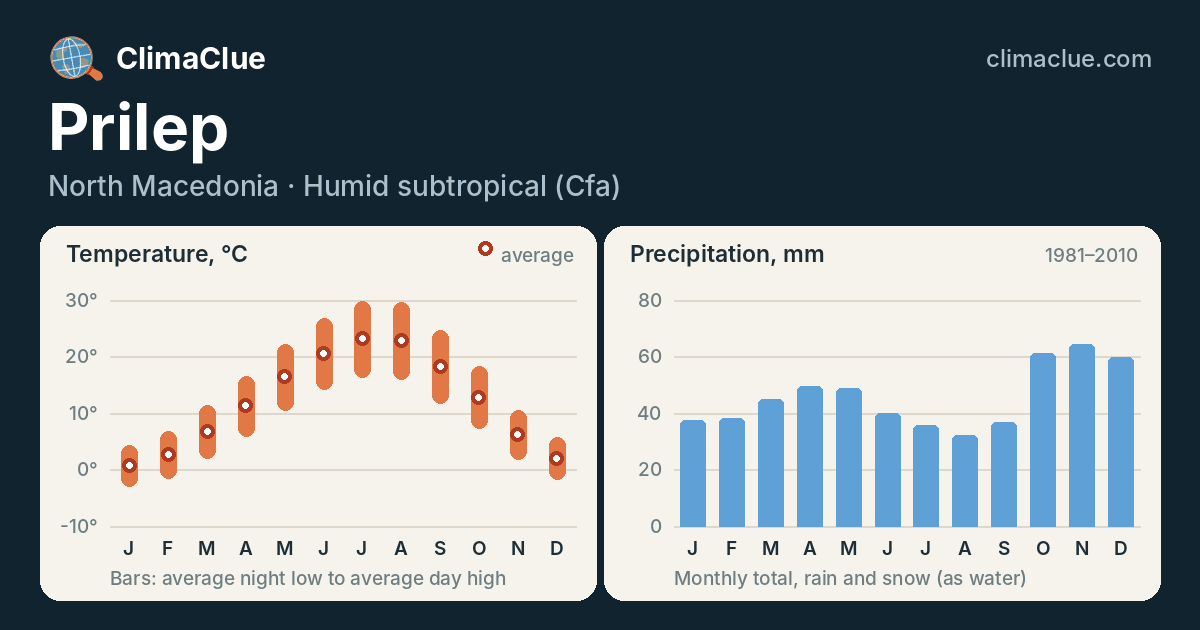 ClimaClue
climaclue.com
Prilep
North Macedonia · Humid subtropical (Cfa)
Temperature, °C
average
30°
20°
10°
0°
-10°
J F M A M J J A S O N D
Bars: average night low to average day high
Precipitation, mm
1981–2010
80
60
40
20
0
J F M A M J J A S O N D
Monthly total, rain and snow (as water)